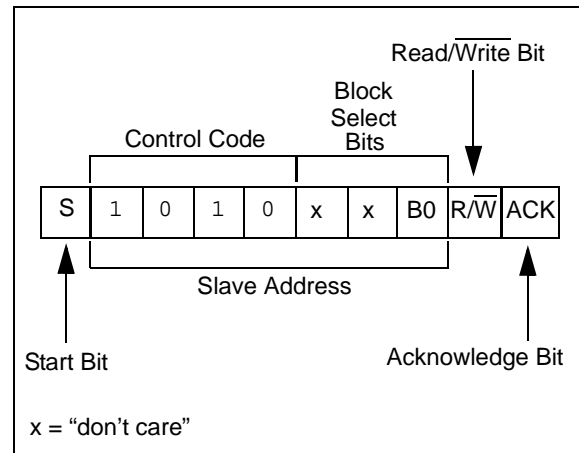 Read/Write Bit
Block
Select
Bits
Control Code
S 1 0 1 0 x x B0 R/W ACK
Slave Address
Start Bit
Acknowledge Bit
x = “don’t care”